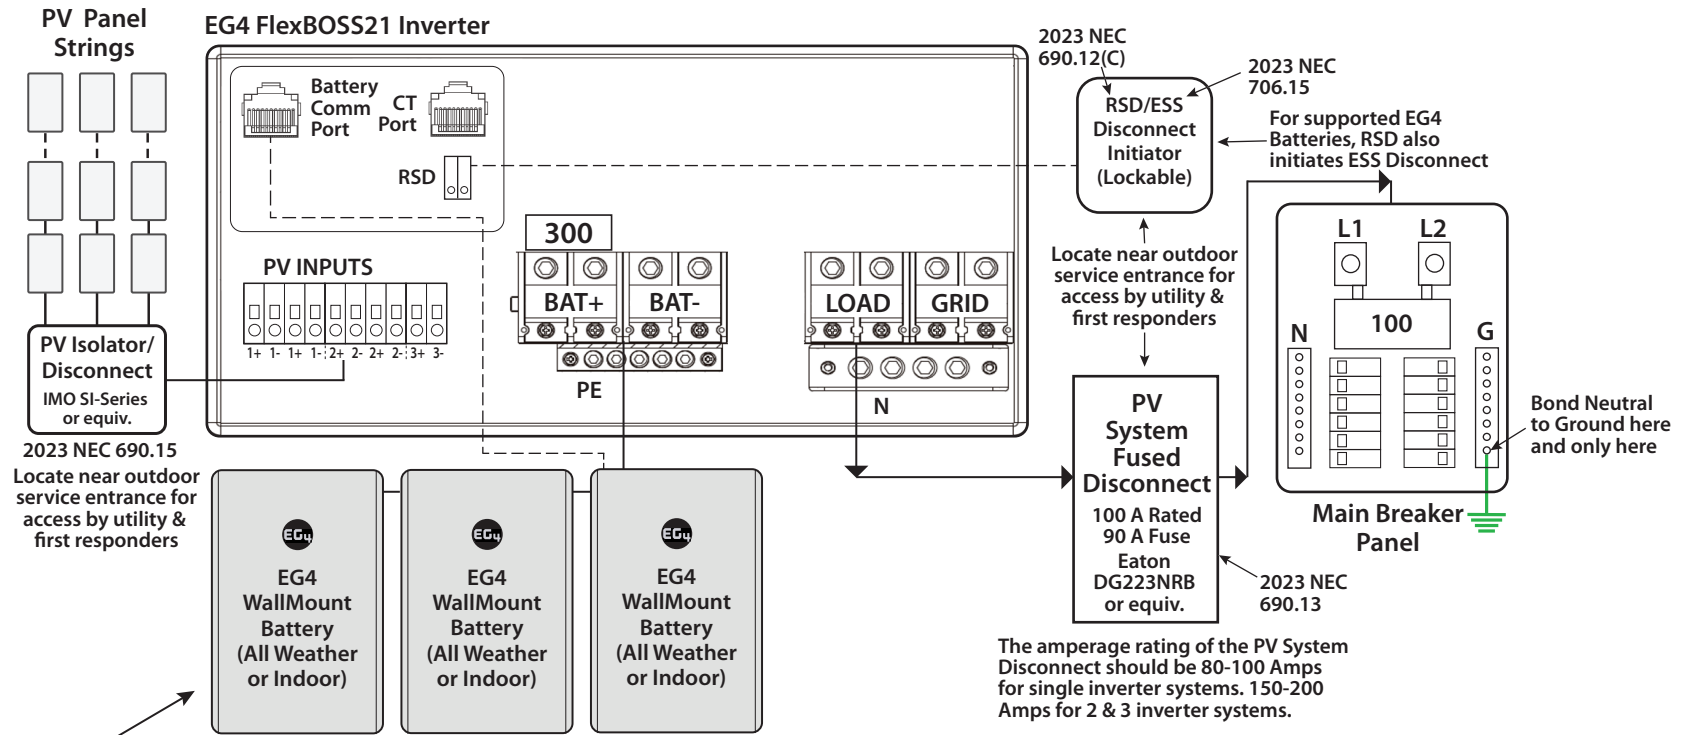 PV Panel
Strings
EG4 FlexBOSS21 Inverter
Battery
Comm
Port
CT
Port
RSD
2023 NEC
690.12(C)
2023 NEC
706.15
RSD/ESS
Disconnect
Initiator
(Lockable)
For supported EG4
Batteries, RSD also
initiates ESS Disconnect
300
PV INPUTS
BAT+
BAT-
LOAD
GRID
1+ 1- 1+ 1- 2+ 2- 2+ 2- 3+ 3-
PE
N
PV Isolator/
Disconnect
IMO SI-Series
or equiv.
2023 NEC 690.15
Locate near outdoor
service entrance for
access by utility &
first responders
Locate near outdoor
service entrance for
access by utility &
first responders
L1
L2
100
N
G
Bond Neutral
to Ground here
and only here
Main Breaker
Panel
PV
System
Fused
Disconnect
100 A Rated
90 A Fuse
Eaton
DG223NRB
or equiv.
2023 NEC
690.13
The amperage rating of the PV System
Disconnect should be 80-100 Amps
for single inverter systems. 150-200
Amps for 2 & 3 inverter systems.
EG4
EG4
WallMount
Battery
(All Weather
or Indoor)
EG4
EG4
WallMount
Battery
(All Weather
or Indoor)
EG4
EG4
WallMount
Battery
(All Weather
or Indoor)